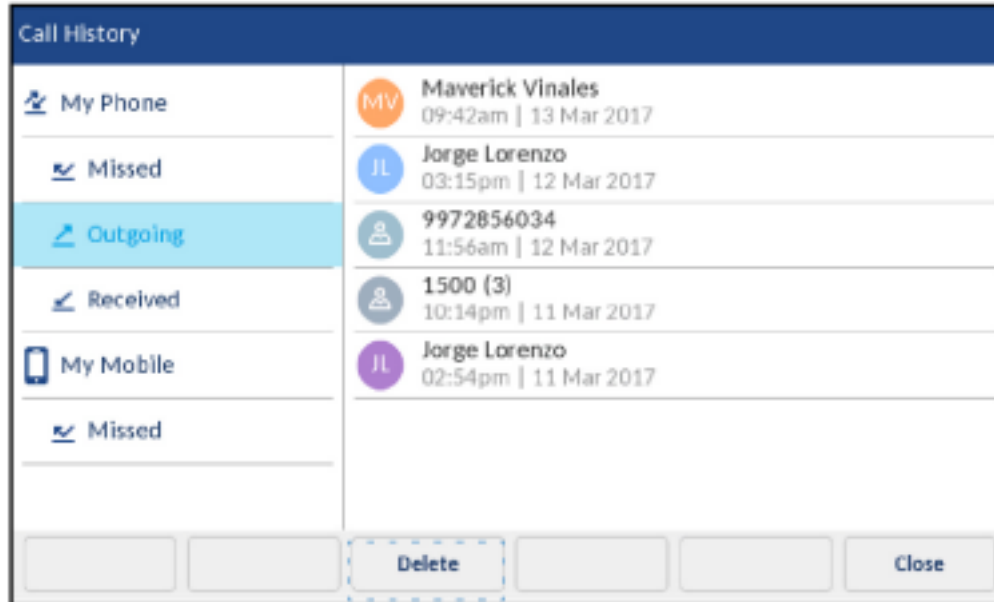 Call History
My Phone
Missed
Outgoing
Received
My Mobile
Missed
MV
Maverick Vinales
09:42am | 13 Mar 2017
JL
Jorge Lorenzo
03:15pm | 12 Mar 2017
9972856034
11:56am | 12 Mar 2017
1500 (3)
10:14pm | 11 Mar 2017
JL
Jorge Lorenzo
02:54pm | 11 Mar 2017
Delete
Close